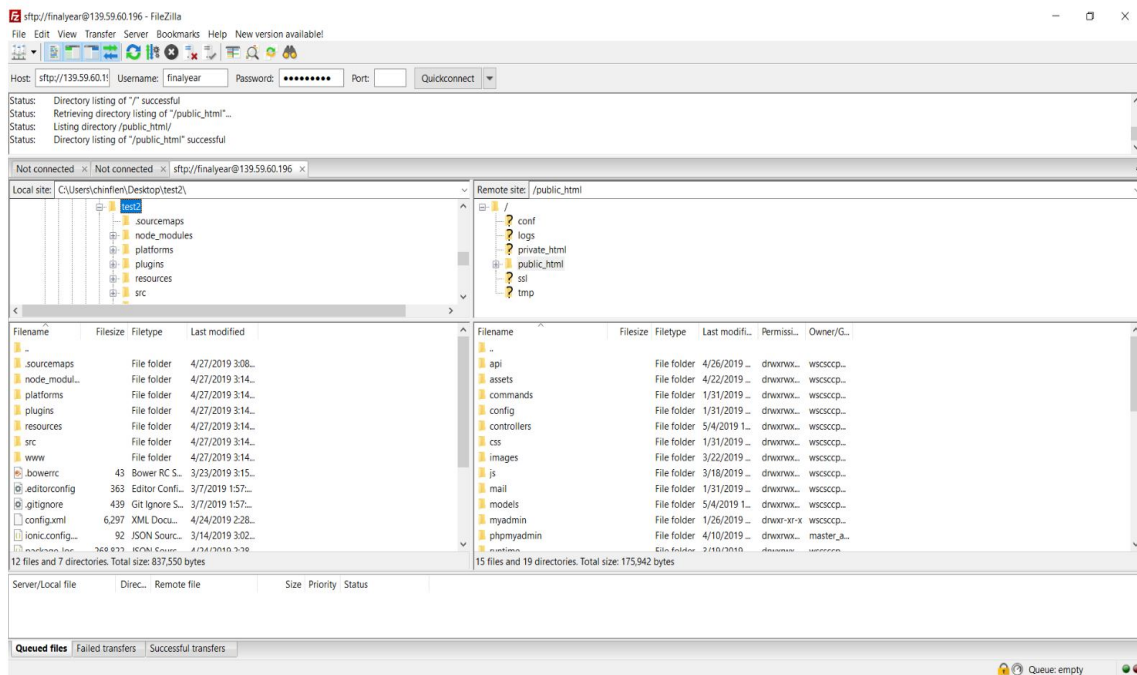 sftp://finalyear@139.59.60.196 - FileZilla
File Edit View Transfer Server Bookmarks Help New version available!
Host: sftp://139.59.60.19 Username: finalyear Password: ●●●●●●●●● Port: Quickconnect
Status: Directory listing of "/" successful
Status: Retrieving directory listing of "/public_html"...
Status: Listing directory /public_html/
Status: Directory listing of "/public_html" successful
Not connected × Not connected × sftp://finalyear@139.59.60.196 ×
Local site: C:\Users\chinflen\Desktop\test2\
test2
.sourcemaps
node_modules
platforms
plugins
resources
src
Remote site: /public_html
/
? conf
? logs
? private_html
public_html
? ssl
? tmp
Filename Filesize Filetype Last modified
..
.sourcemaps File folder 4/27/2019 3:08...
node_modul... File folder 4/27/2019 3:14...
platforms File folder 4/27/2019 3:14...
plugins File folder 4/27/2019 3:14...
resources File folder 4/27/2019 3:14...
src File folder 4/27/2019 3:14...
www File folder 4/27/2019 3:14...
.bowerrc 43 Bower RC S... 3/23/2019 3:15...
.editorconfig 363 Editor Confi... 3/7/2019 1:57:...
.gitignore 439 Git Ignore S... 3/7/2019 1:57:...
config.xml 6,297 XML Docu... 4/24/2019 2:28...
ionic.config.... 92 JSON Sourc... 3/14/2019 3:02...
12 files and 7 directories. Total size: 837,550 bytes
Filename Filesize Filetype Last modifi... Permissi... Owner/G...
..
api File folder 4/26/2019 ... drwxrwx... wscsccp...
assets File folder 4/22/2019 ... drwxrwx... wscsccp...
commands File folder 1/31/2019 ... drwxrwx... wscsccp...
config File folder 1/31/2019 ... drwxrwx... wscsccp...
controllers File folder 5/4/2019 1... drwxrwx... wscsccp...
css File folder 1/31/2019 ... drwxrwx... wscsccp...
images File folder 3/22/2019 ... drwxrwx... wscsccp...
js File folder 3/18/2019 ... drwxrwx... wscsccp...
mail File folder 1/31/2019 ... drwxrwx... wscsccp...
models File folder 5/4/2019 1... drwxrwx... wscsccp...
myadmin File folder 1/26/2019 ... drwxr-xr-x wscsccp...
phpmyadmin File folder 4/10/2019 ... drwxrwx... master_a...
15 files and 19 directories. Total size: 175,942 bytes
Server/Local file Direc... Remote file Size Priority Status
Queued files Failed transfers Successful transfers
Queue: empty